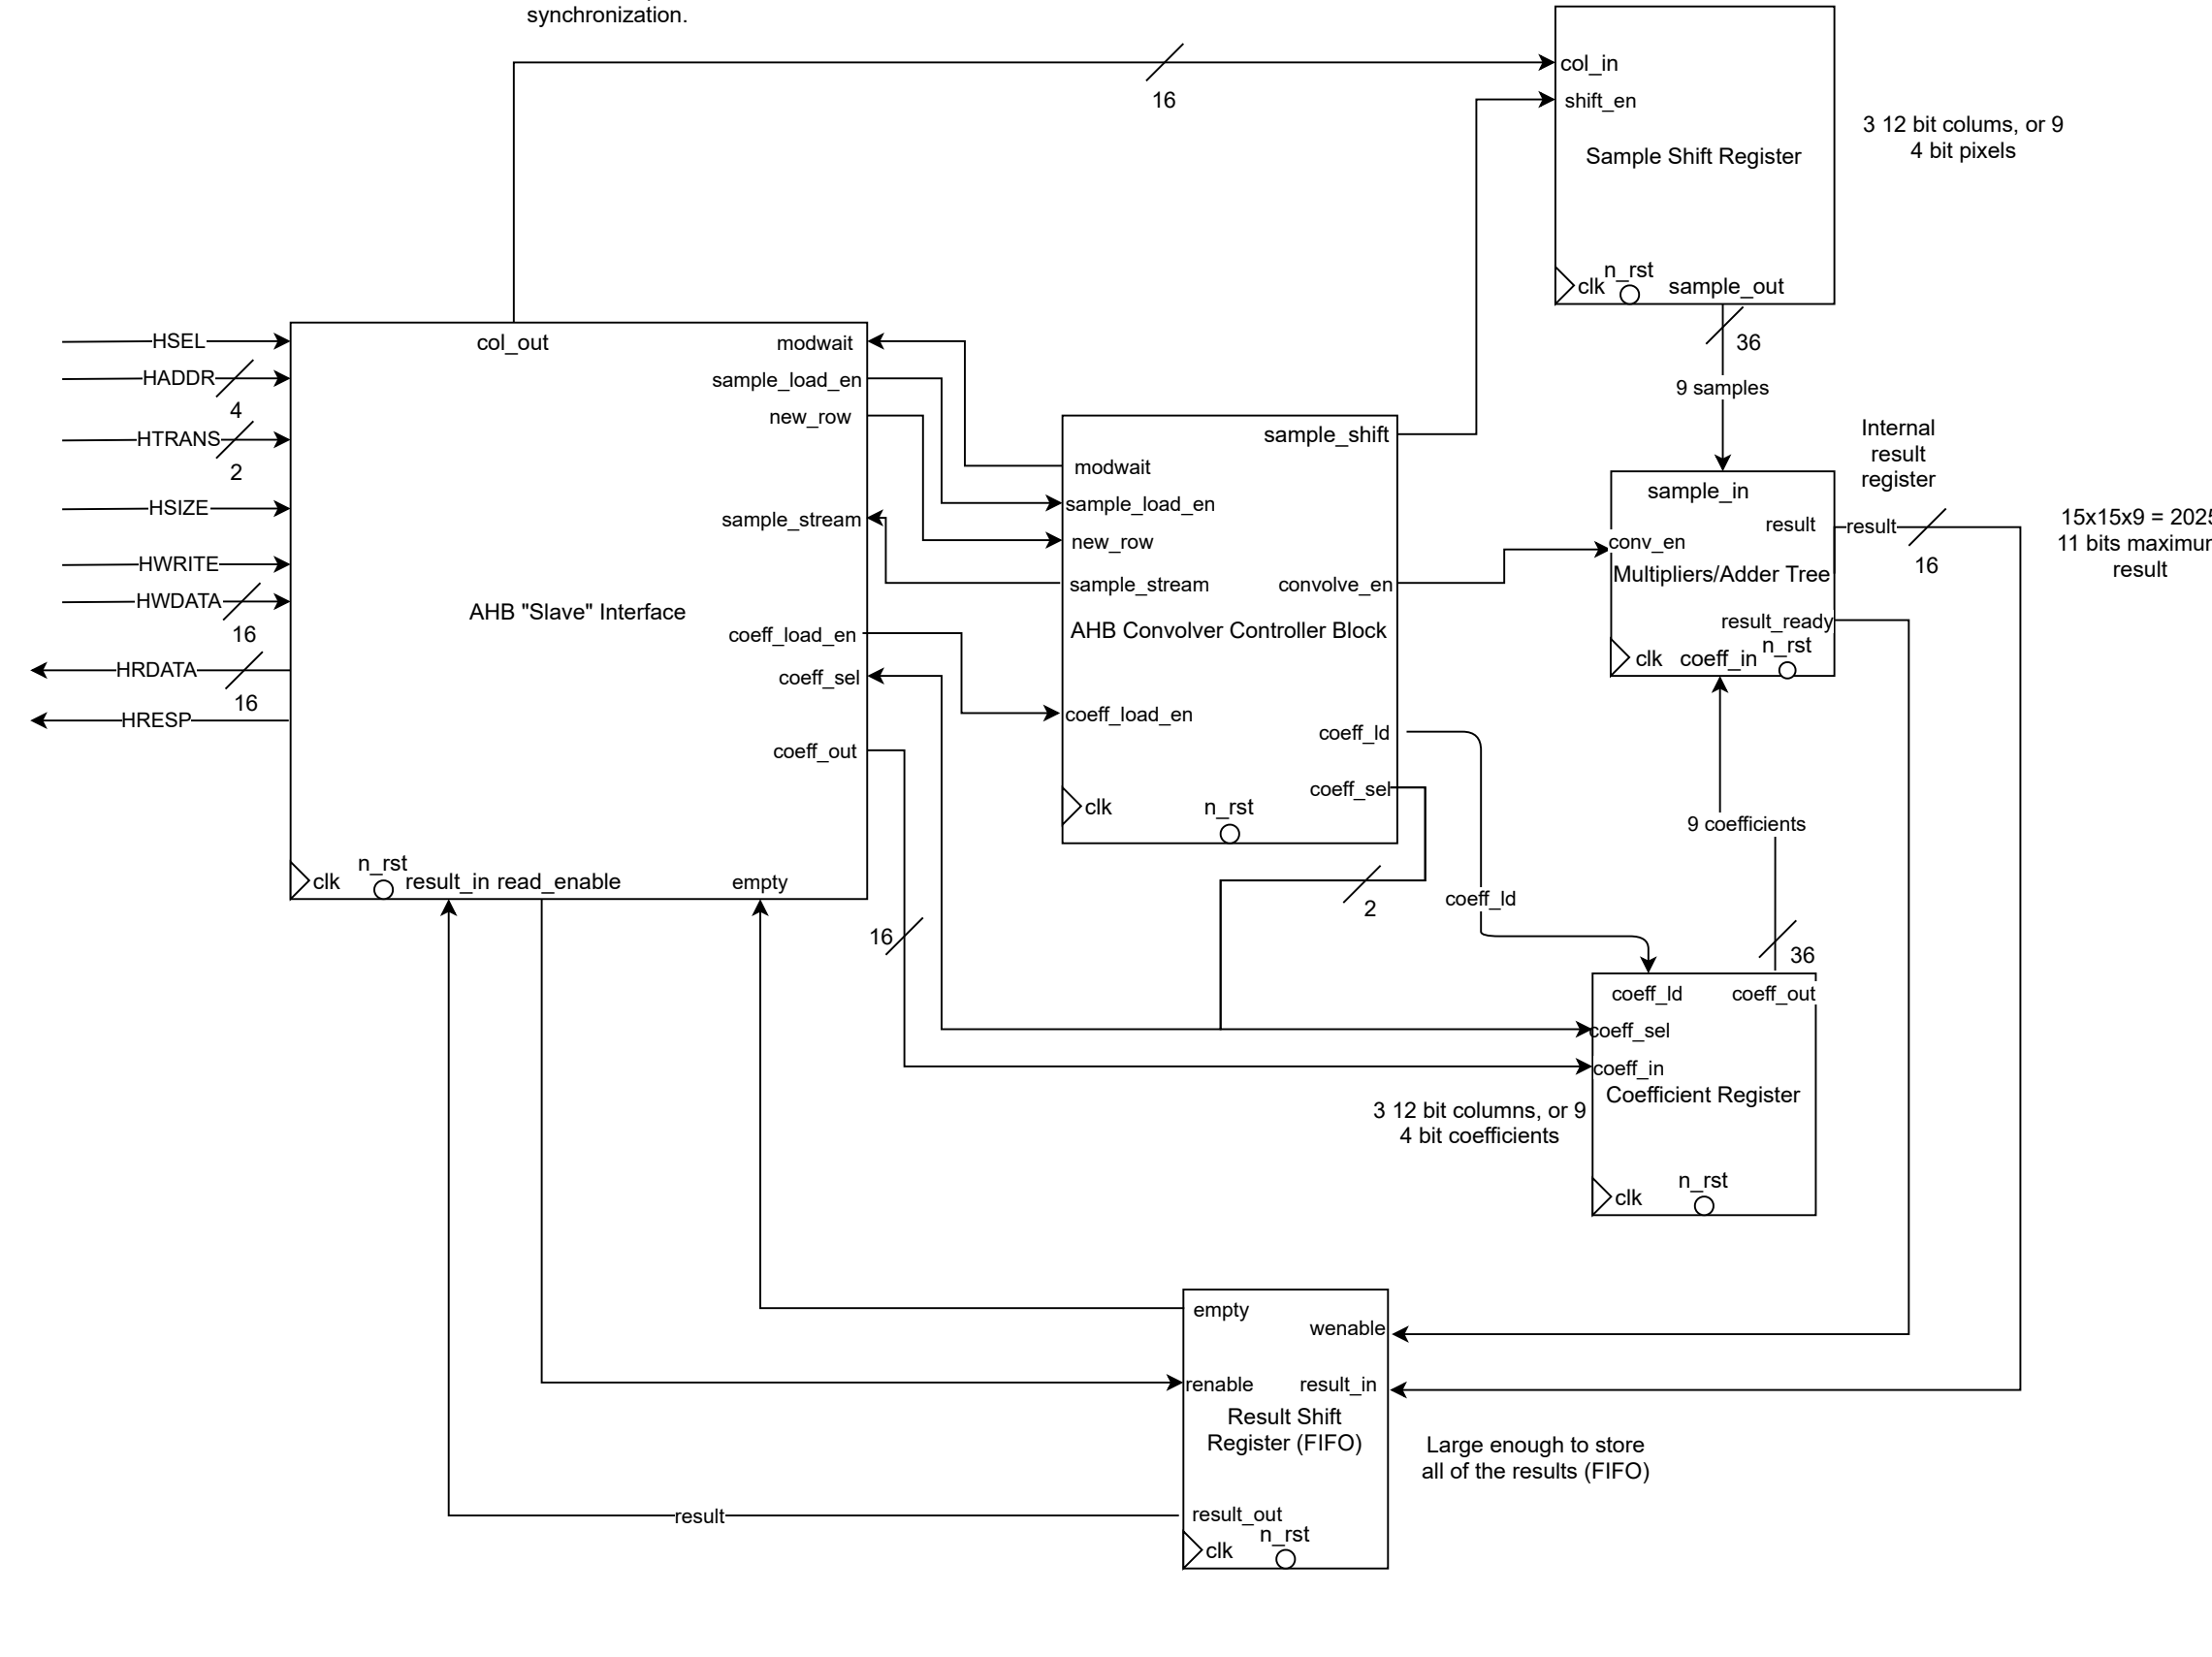 synchronization.
16
col_in
shift_en
Sample Shift Register
clk
n_rst
sample_out
3 12 bit colums, or 9
4 bit pixels
36
9 samples
HSEL
HADDR
4
HTRANS
2
HSIZE
HWRITE
HWDATA
16
HRDATA
16
HRESP
col_out
modwait
sample_load_en
new_row
sample_stream
AHB "Slave" Interface
coeff_load_en
coeff_sel
coeff_out
clk
n_rst
result_in
read_enable
empty
16
sample_shift
modwait
sample_load_en
new_row
sample_stream
convolve_en
AHB Convolver Controller Block
coeff_load_en
coeff_ld
coeff_sel
clk
n_rst
2
coeff_ld
Internal
result
register
sample_in
result
result
16
conv_en
Multipliers/Adder Tree
result_ready
clk
coeff_in
n_rst
15x15x9 = 2025
11 bits maximum
result
9 coefficients
36
coeff_ld
coeff_out
coeff_sel
coeff_in
Coefficient Register
3 12 bit columns, or 9
4 bit coefficients
clk
n_rst
empty
wenable
renable
result_in
Result Shift
Register (FIFO)
Large enough to store
all of the results (FIFO)
result
result_out
clk
n_rst